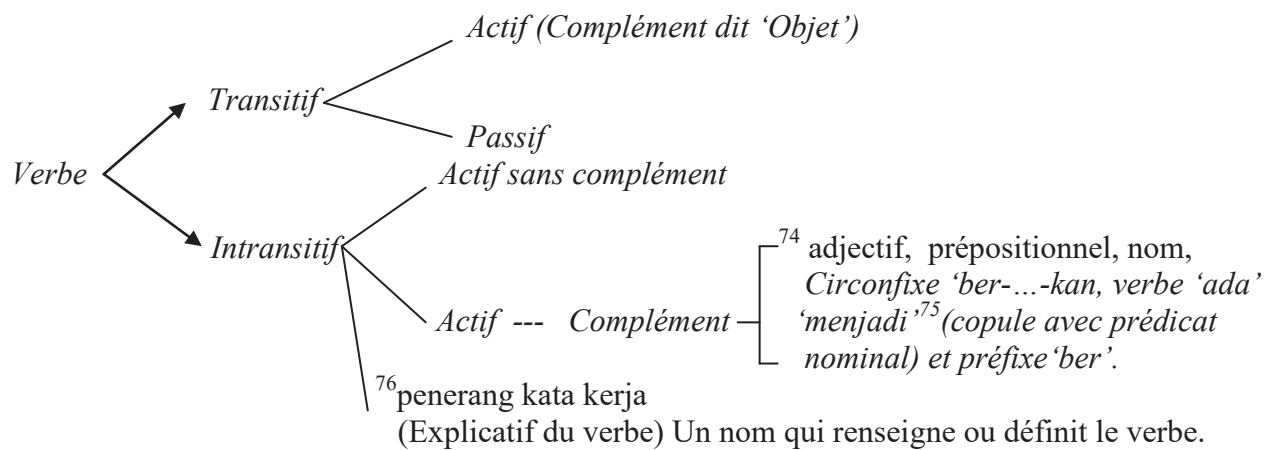 Actif (Complément dit ‘Objet’)
Transitif
Passif
Verbe
Actif sans complément
Intransitif
74 adjectif, prépositionnel, nom,
Circonfixe ‘ber-...-kan, verbe ‘ada’
Actif --- Complément
‘menjadi’75(copule avec prédicat
nominal) et préfixe‘ber’.
76penerang kata kerja
(Explicatif du verbe) Un nom qui renseigne ou définit le verbe.